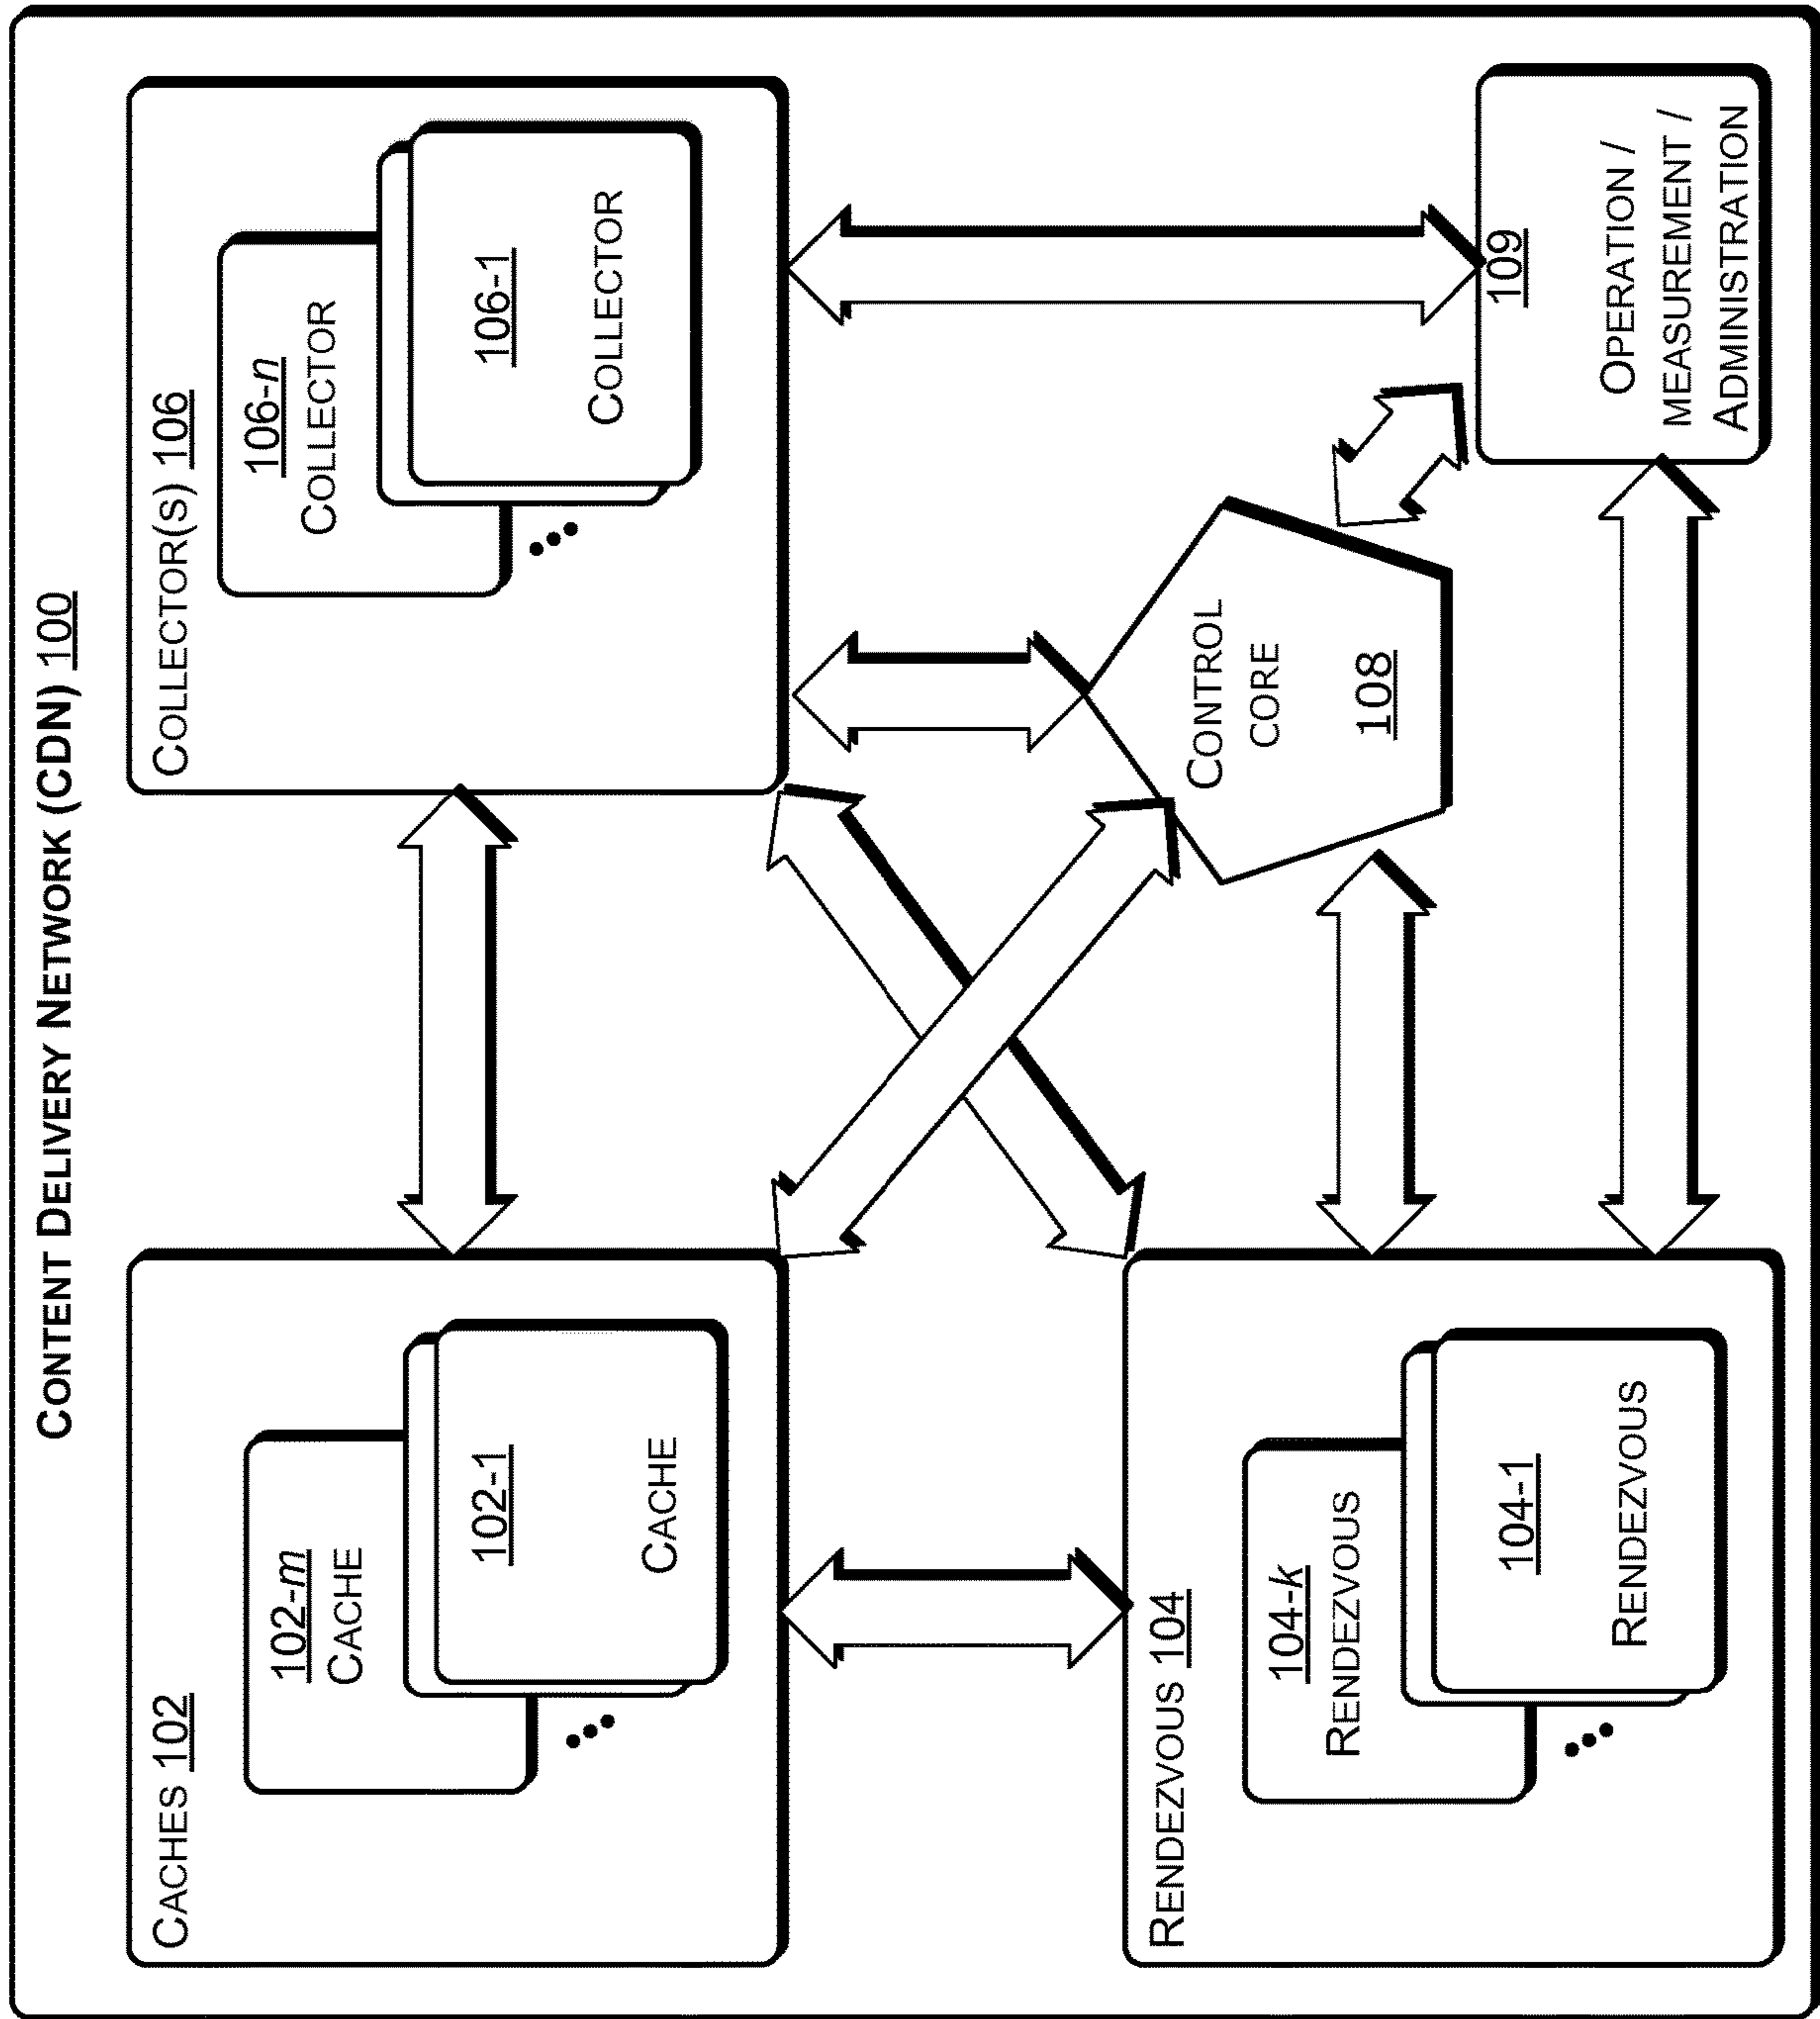 CONTENT DELIVERY NETWORK (CDN) 100
CACHES 102
102-m
CACHE
102-1
CACHE
COLLECTOR(S) 106
106-n
COLLECTOR
106-1
COLLECTOR
RENDEZVOUS 104
104-k
RENDEZVOUS
104-1
RENDEZVOUS
CONTROL
CORE
108
109
OPERATION /
MEASUREMENT /
ADMINISTRATION